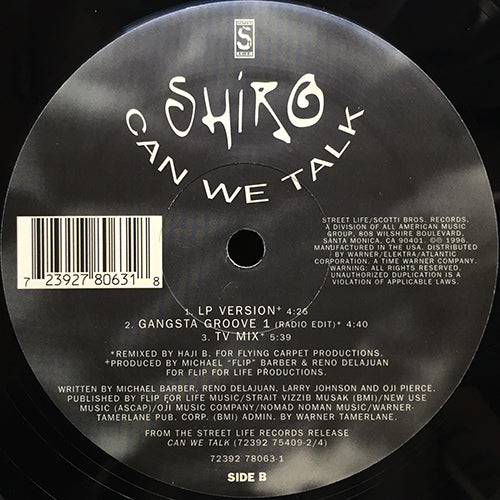 STREET
S
LIFE
SHIRO
CAN WE TALK
STREET LIFE/SCOTTI BROS. RECORDS,
A DIVISION OF ALL AMERICAN MUSIC
GROUP, 808 WILSHIRE BOULEVARD,
SANTA MONICA, CA 90401. ©℗ 1996.
MANUFACTURED IN THE USA. DISTRIBUTED
BY WARNER/ELEKTRA/ATLANTIC
CORPORATION. A TIME WARNER COMPANY.
WARNING: ALL RIGHTS RESERVED.
UNAUTHORIZED DUPLICATION IS A
VIOLATION OF APPLICABLE LAWS.
7 23927 80631 8
1. LP VERSION+ 4:26
2. GANGSTA GROOVE 1 (RADIO EDIT)* 4:40
3. TV MIX* 5:39
*REMIXED BY HAJI B. FOR FLYING CARPET PRODUCTIONS.
+PRODUCED BY MICHAEL "FLIP" BARBER & RENO DELAJUAN
FOR FLIP FOR LIFE PRODUCTIONS.
WRITTEN BY MICHAEL BARBER, RENO DELAJUAN, LARRY JOHNSON AND OJI PIERCE.
PUBLISHED BY FLIP FOR LIFE MUSIC/STRAIT VIZZIB MUSAK (BMI)/NEW USE
MUSIC (ASCAP)/OJI MUSIC COMPANY/NOMAD NOMAN MUSIC/WARNER-
TAMERLANE PUB. CORP. (BMI) ADMIN. BY WARNER TAMERLANE.
FROM THE STREET LIFE RECORDS RELEASE
CAN WE TALK (72392 75409-2/4)
72392 78063-1
SIDE B